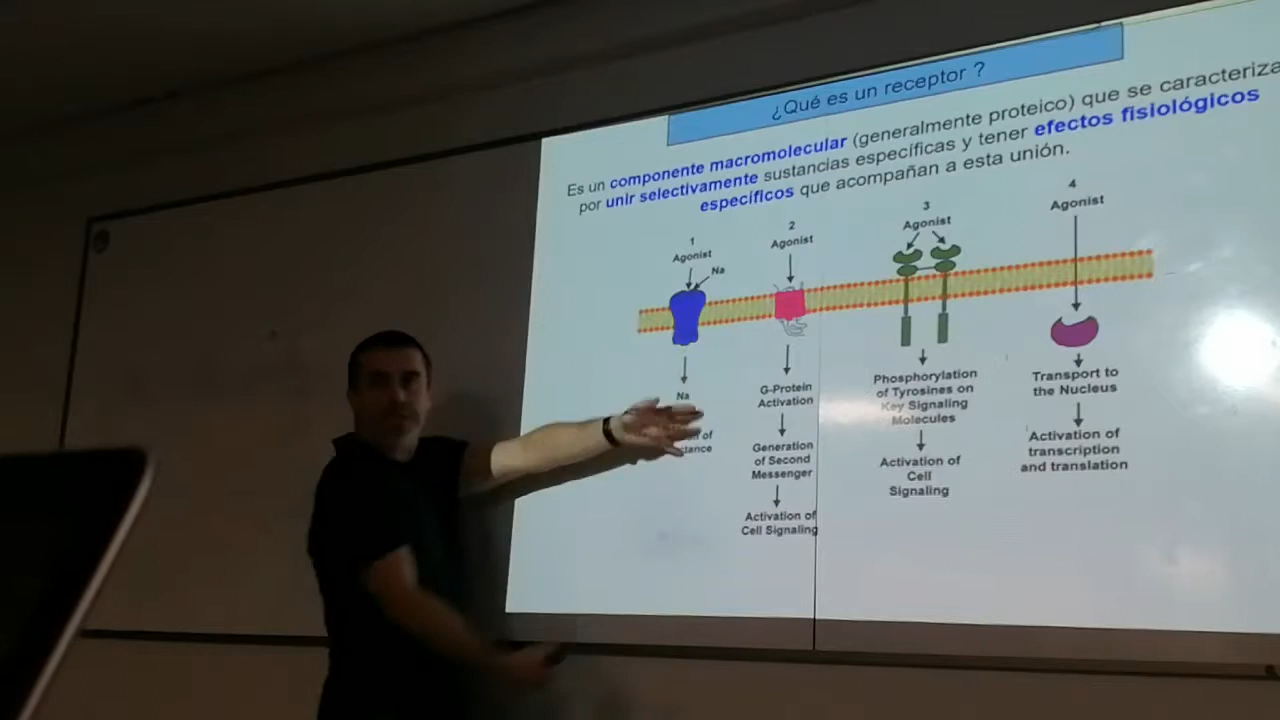 ¿Qué es un receptor ?
Es un componente macromolecular (generalmente proteico) que se caracteriza
por unir selectivamente sustancias específicas y tener efectos fisiológicos
específicos que acompañan a esta unión.
1
Agonist
Na
Na
of
2
Agonist
G-Protein
Activation
Generation
of Second
Messenger
Activation of
Cell Signaling
3
Agonist
Phosphorylation
of Tyrosines on
Key Signaling
Molecules
Activation of
Cell
Signaling
4
Agonist
Transport to
the Nucleus
Activation of
transcription
and translation